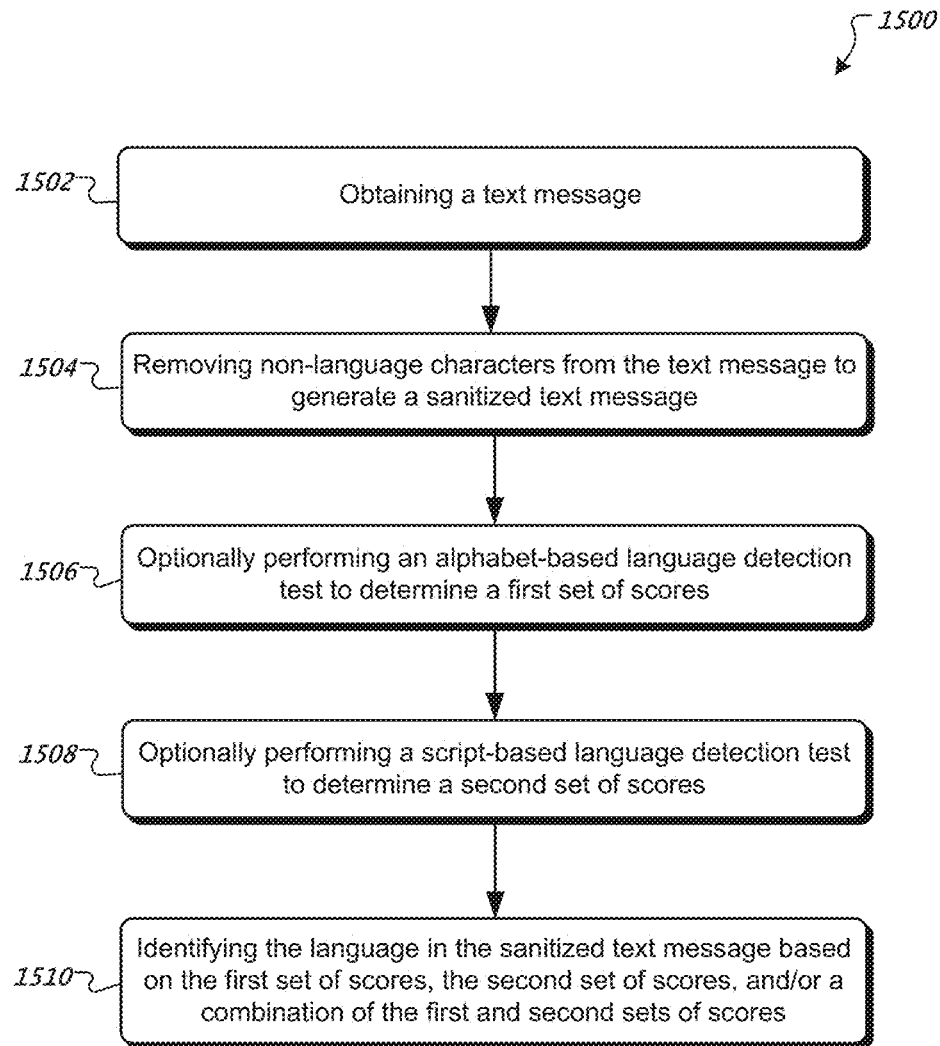 1500
1502
Obtaining a text message
1504
Removing non-language characters from the text message to
generate a sanitized text message
1506
Optionally performing an alphabet-based language detection
test to determine a first set of scores
1508
Optionally performing a script-based language detection test
to determine a second set of scores
1510
Identifying the language in the sanitized text message based
on the first set of scores, the second set of scores, and/or a
combination of the first and second sets of scores